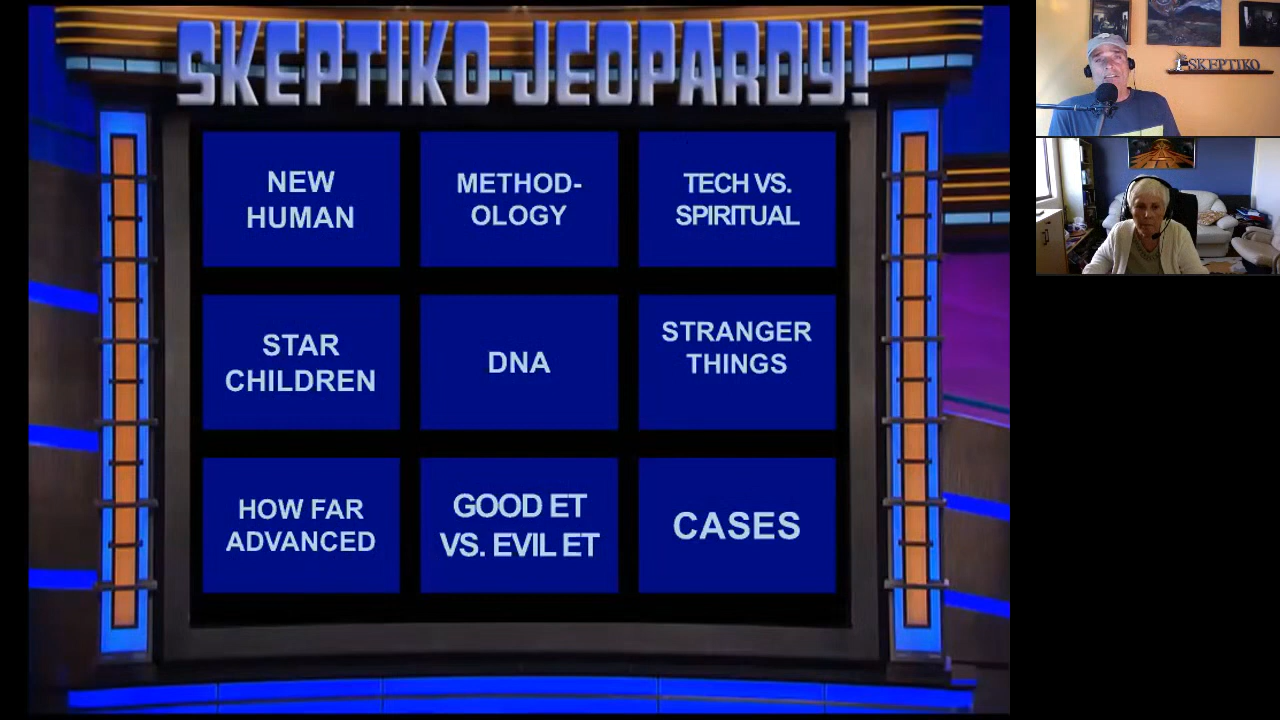 SKEPTIKO JEOPARDY!
NEW
HUMAN
METHOD-
OLOGY
TECH VS.
SPIRITUAL
STAR
CHILDREN
DNA
STRANGER
THINGS
HOW FAR
ADVANCED
GOOD ET
VS. EVIL ET
CASES
SKEPTIKO